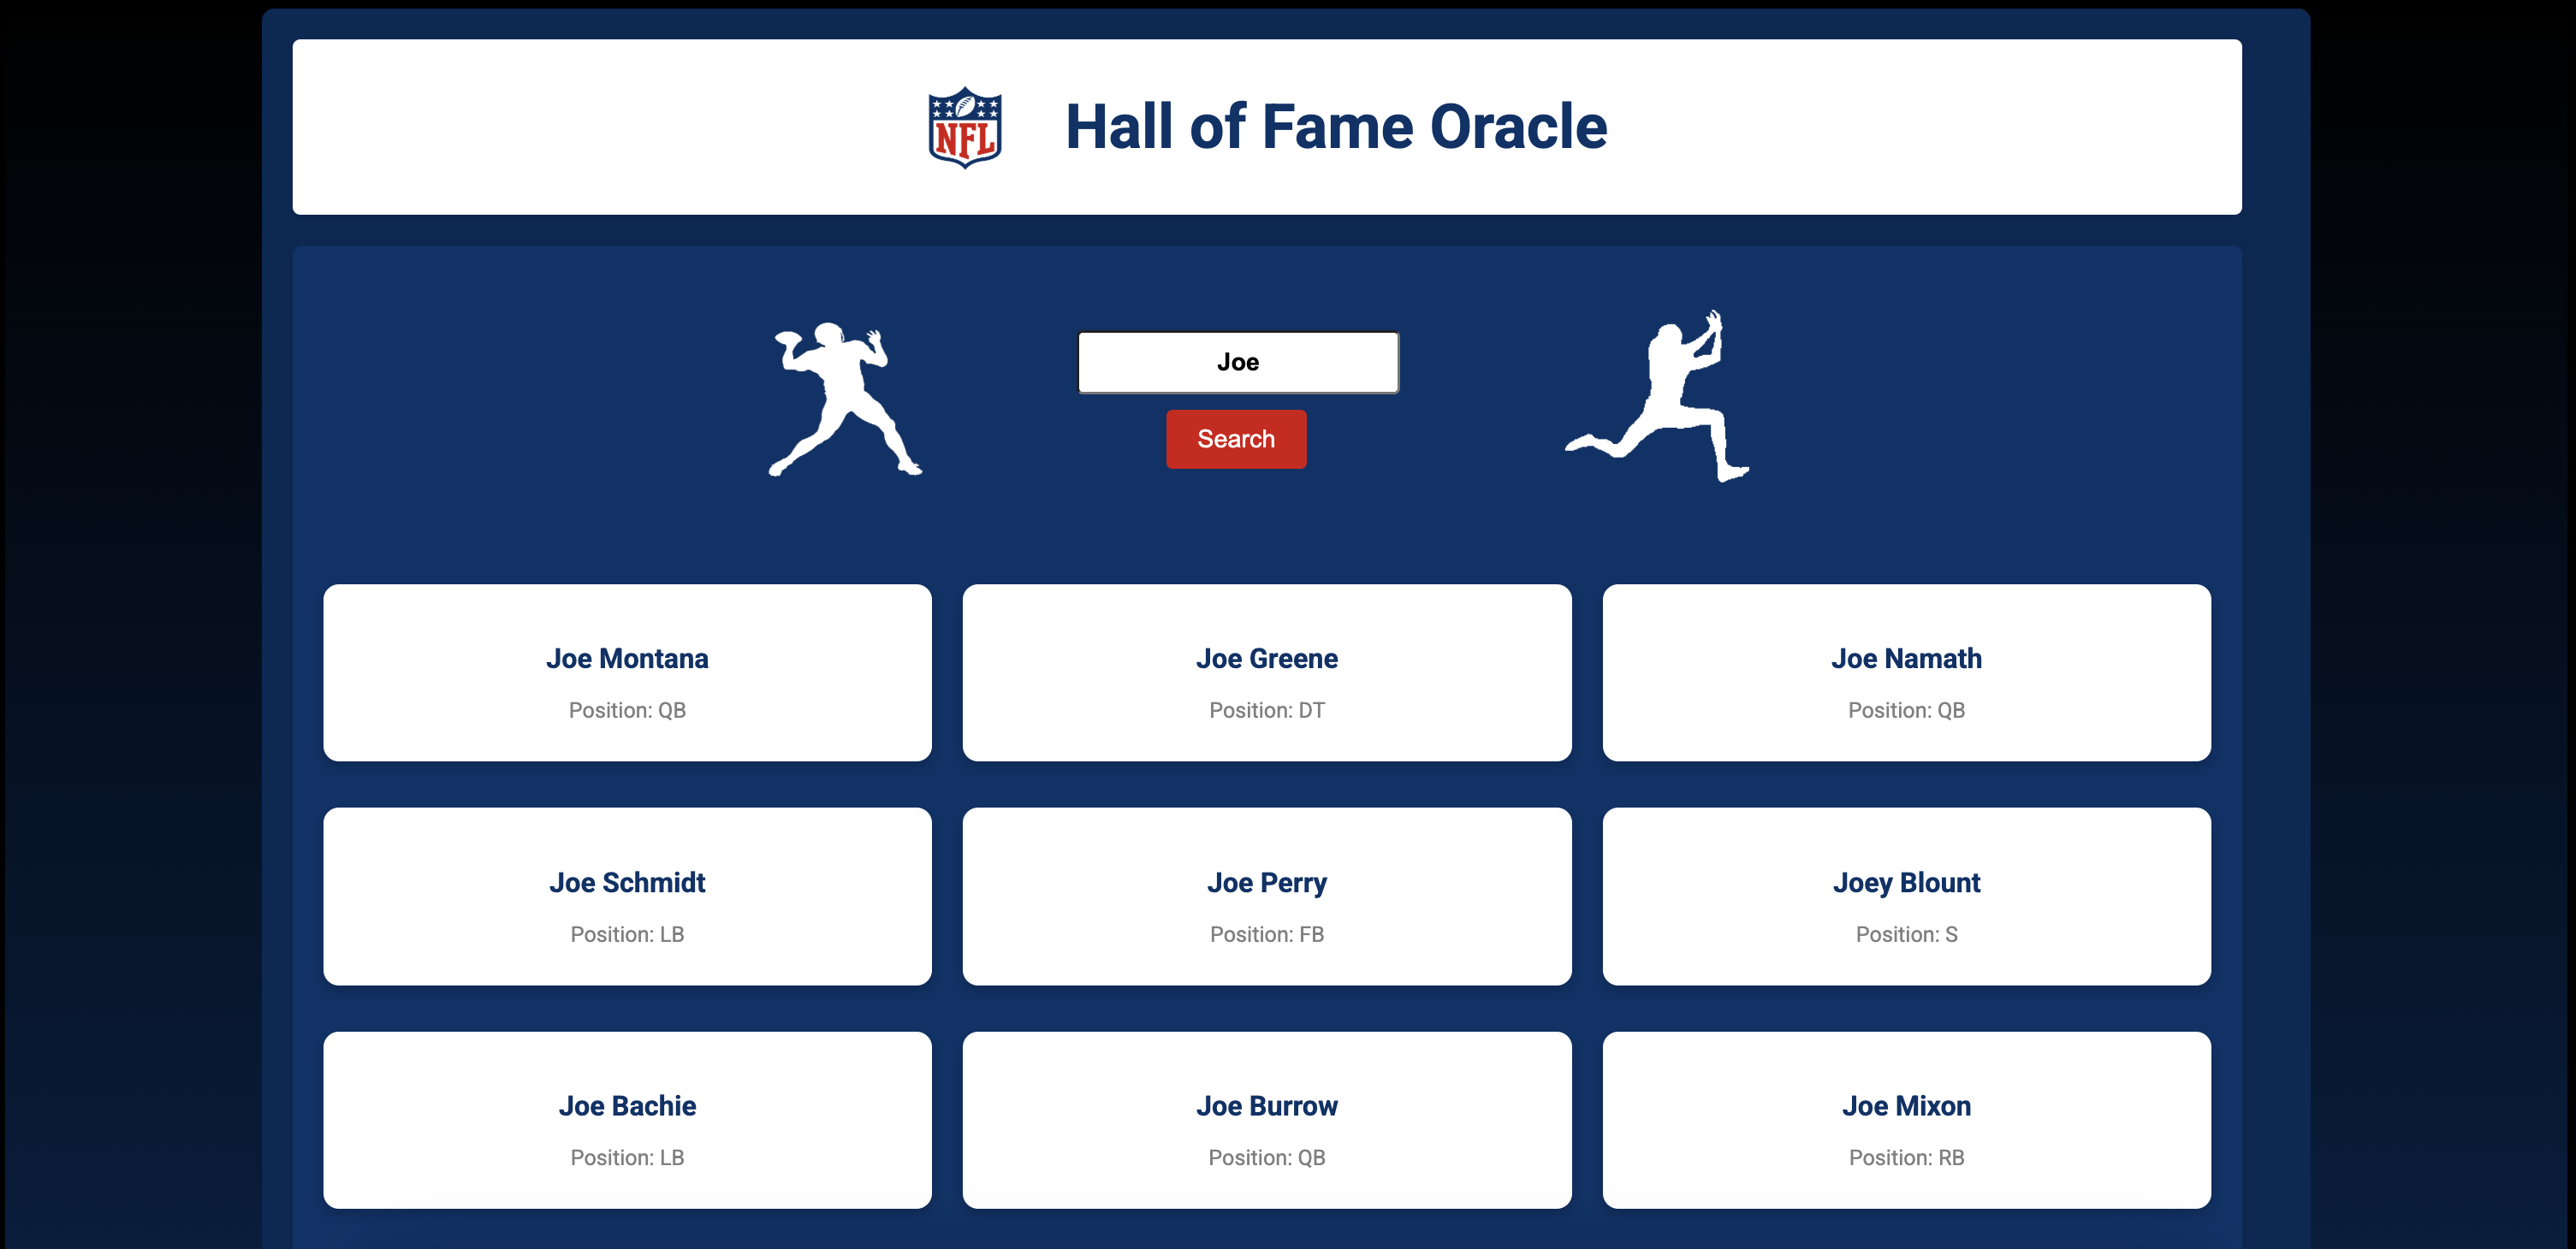 NFL
Hall of Fame Oracle
Joe
Search
Joe Montana
Position: QB
Joe Greene
Position: DT
Joe Namath
Position: QB
Joe Schmidt
Position: LB
Joe Perry
Position: FB
Joey Blount
Position: S
Joe Bachie
Position: LB
Joe Burrow
Position: QB
Joe Mixon
Position: RB